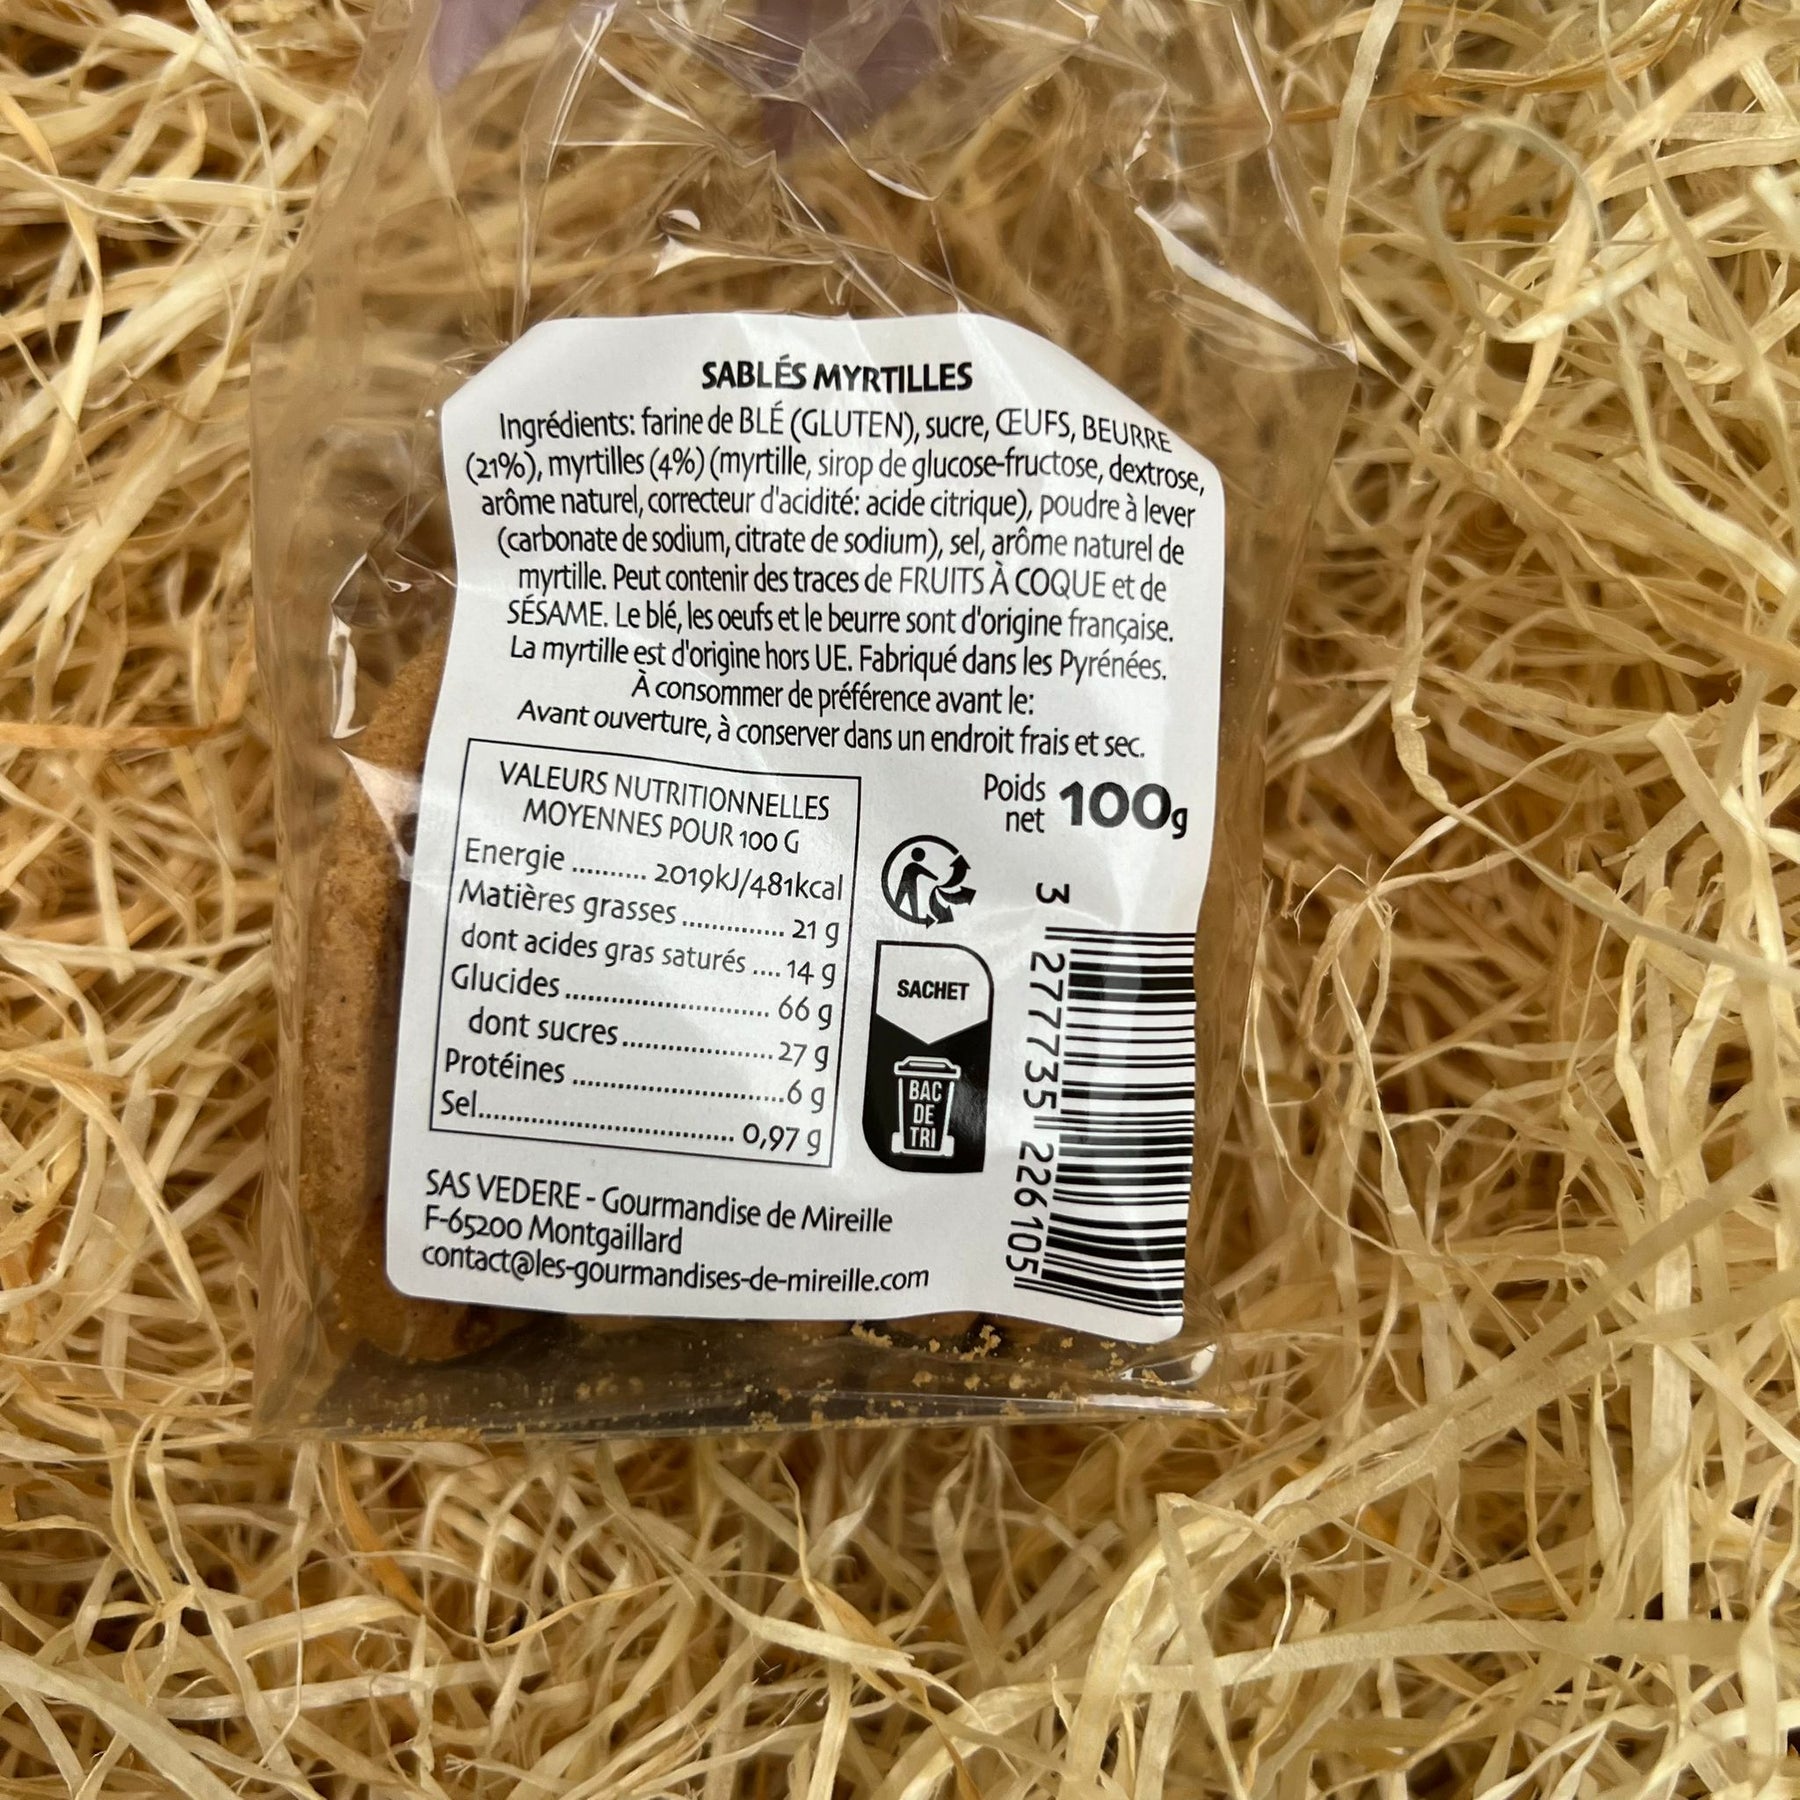 SABLÉS MYRTILLES
Ingrédients: farine de BLÉ (GLUTEN), sucre, ŒUFS, BEURRE
(21%), myrtilles (4%) (myrtille, sirop de glucose-fructose, dextrose,
arôme naturel, correcteur d'acidité: acide citrique), poudre à lever
(carbonate de sodium, citrate de sodium), sel, arôme naturel de
myrtille. Peut contenir des traces de FRUITS À COQUE et de
SÉSAME. Le blé, les oeufs et le beurre sont d'origine française.
La myrtille est d'origine hors UE. Fabriqué dans les Pyrénées.
À consommer de préférence avant le:
Avant ouverture, à conserver dans un endroit frais et sec.
Poids net 100g
VALEURS NUTRITIONNELLES
MOYENNES POUR 100 G
Energie .......... 2019kJ/481kcal
Matières grasses .............. 21 g
dont acides gras saturés .... 14 g
Glucides ........................... 66 g
dont sucres.................... 27 g
Protéines ...........................6 g
Sel................................. 0,97 g
SACHET
BAC
DE
TRI
3 277735 226105
SAS VEDERE - Gourmandise de Mireille
F-65200 Montgaillard
contact@les-gourmandises-de-mireille.com